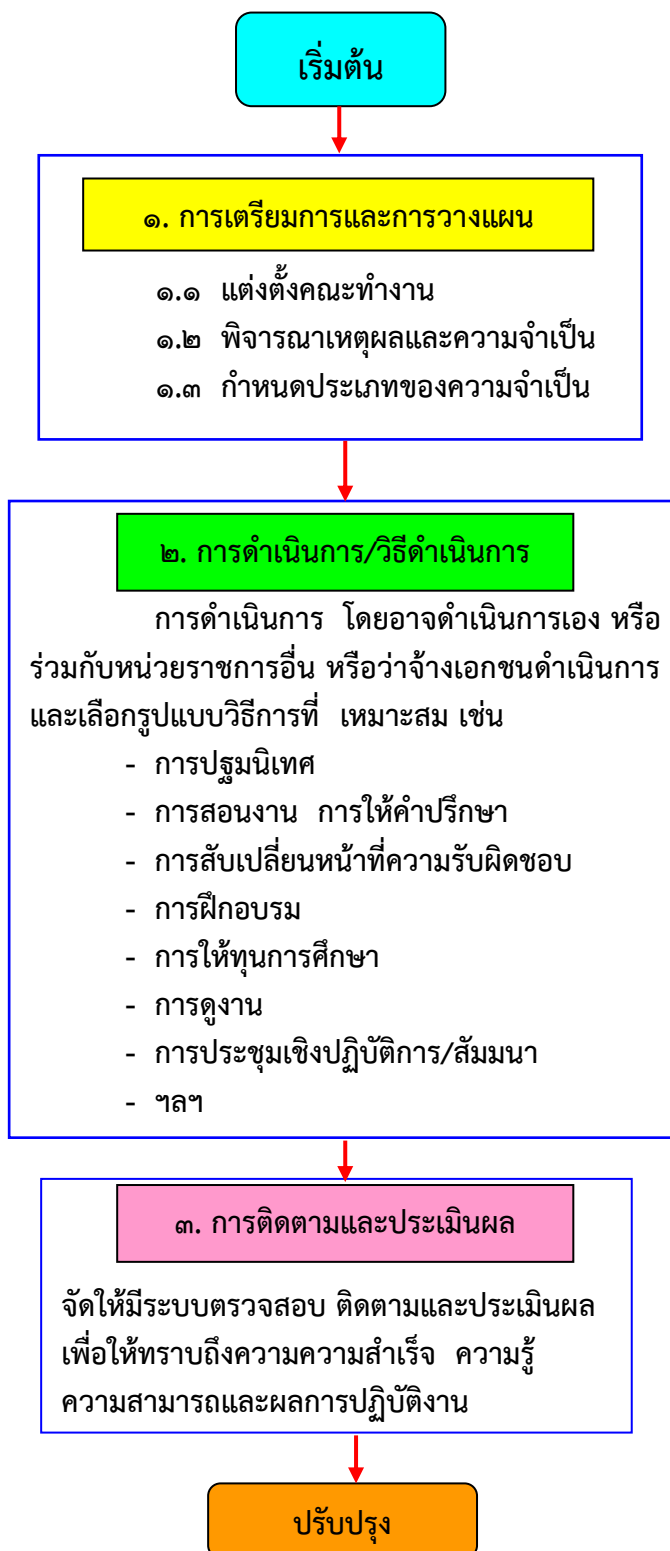 เริ่มต้น
๑. การเตรียมการและการวางแผน
๑.๑ แต่งตั้งคณะทำงาน
๑.๒ พิจารณาเหตุผลและความจำเป็น
๑.๓ กำหนดประเภทของความจำเป็น
๒. การดำเนินการ/วิธีดำเนินการ
การดำเนินการ โดยอาจดำเนินการเอง หรือ
ร่วมกับหน่วยราชการอื่น หรือว่าจ้างเอกชนดำเนินการ
และเลือกรูปแบบวิธีการที่ เหมาะสม เช่น
- การปฐมนิเทศ
- การสอนงาน การให้คำปรึกษา
- การสับเปลี่ยนหน้าที่ความรับผิดชอบ
- การฝึกอบรม
- การให้ทุนการศึกษา
- การดูงาน
- การประชุมเชิงปฏิบัติการ/สัมมนา
- ฯลฯ
๓. การติดตามและประเมินผล
จัดให้มีระบบตรวจสอบ ติดตามและประเมินผล
เพื่อให้ทราบถึงความความสำเร็จ ความรู้
ความสามารถและผลการปฏิบัติงาน
ปรับปรุง